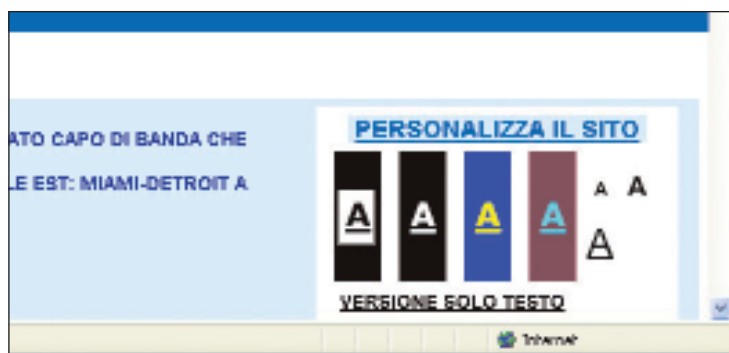 ATO CAPO DI BANDA CHE
LE EST: MIAMI-DETROIT A
PERSONALIZZA IL SITO
A A A A A A
A
VERSIONE SOLO TESTO
Internet